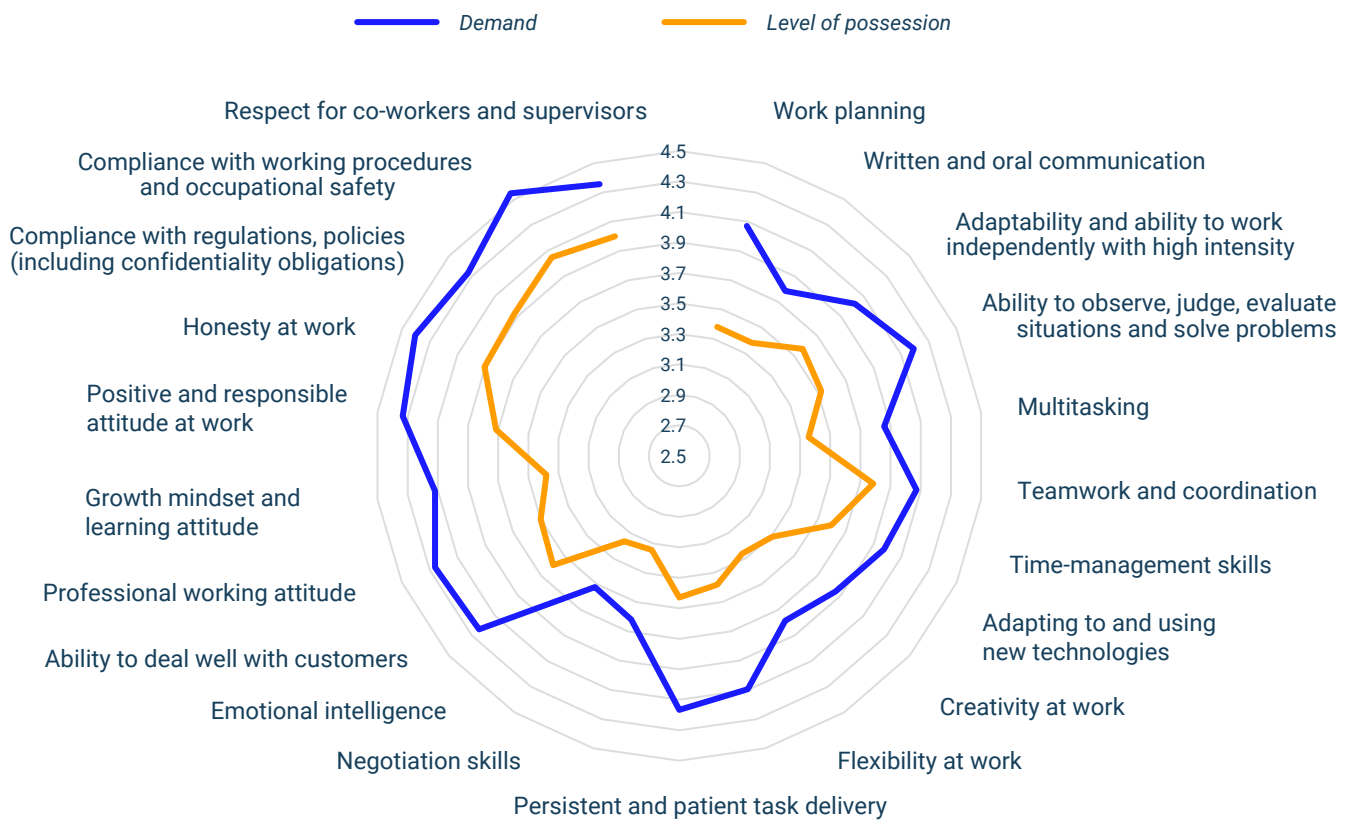 Demand
Level of possession
Respect for co-workers and supervisors
Work planning
Compliance with working procedures
and occupational safety
Written and oral communication
Compliance with regulations, policies
(including confidentiality obligations)
Adaptability and ability to work
independently with high intensity
Honesty at work
Ability to observe, judge, evaluate
situations and solve problems
Positive and responsible
attitude at work
Multitasking
Growth mindset and
learning attitude
Teamwork and coordination
Professional working attitude
Time-management skills
Ability to deal well with customers
Adapting to and using
new technologies
Emotional intelligence
Creativity at work
Negotiation skills
Flexibility at work
Persistent and patient task delivery
4.5
4.3
4.1
3.9
3.7
3.5
3.3
3.1
2.9
2.7
2.5